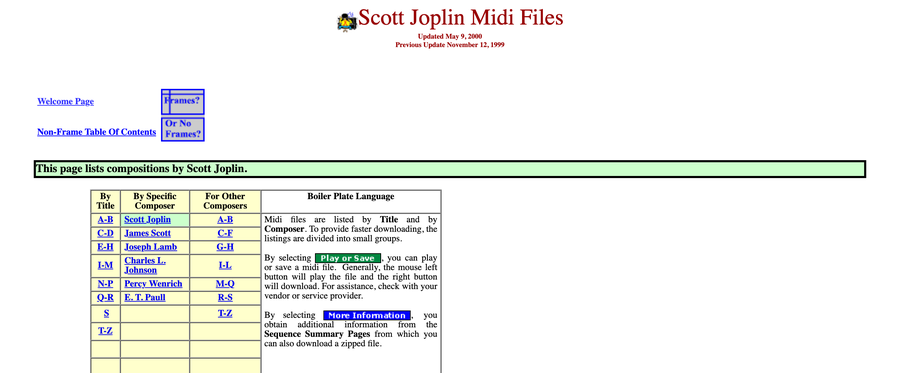 Scott Joplin Midi Files
Updated May 9, 2000
Previous Update November 12, 1999
Welcome Page
Frames?
Non-Frame Table Of Contents
Or No
Frames?
This page lists compositions by Scott Joplin.
By Title
By Specific Composer
For Other Composers
Boiler Plate Language
A-B
Scott Joplin
A-B
C-D
James Scott
C-F
E-H
Joseph Lamb
G-H
I-M
Charles L. Johnson
I-L
N-P
Percy Wenrich
M-Q
Q-R
E. T. Paull
R-S
S
T-Z
T-Z
Midi files are listed by Title and by
Composer. To provide faster downloading, the
listings are divided into small groups.
By selecting Play or Save, you can play
or save a midi file. Generally, the mouse left
button will play the file and the right button
will download. For assistance, check with your
vendor or service provider.
By selecting More Information, you
obtain additional information from the
Sequence Summary Pages from which you
can also download a zipped file.